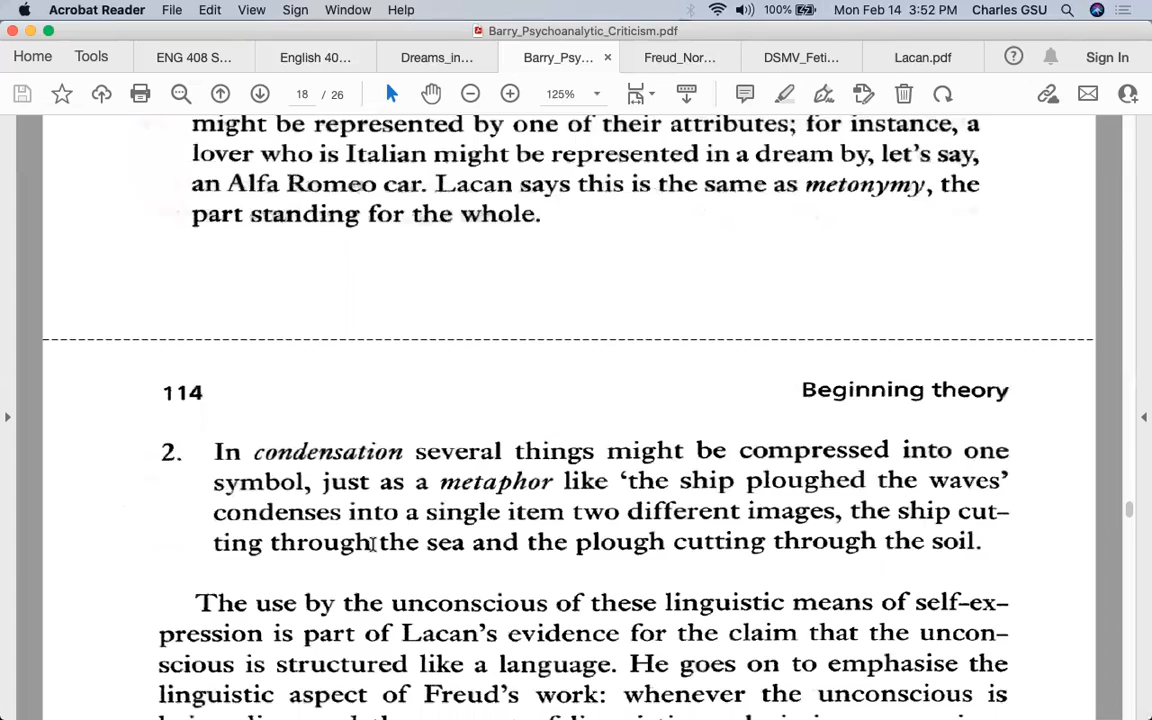 Acrobat Reader File Edit View Sign Window Help 100% Mon Feb 14 3:52 PM Charles GSU
Barry_Psychoanalytic_Criticism.pdf
Home Tools ENG 408 S... English 40... Dreams_in... Barry_Psy... × Freud_Nor... DSMV_Feti... Lacan.pdf Sign In
18 / 26 125%
might be represented by one of their attributes; for instance, a
lover who is Italian might be represented in a dream by, let's say,
an Alfa Romeo car. Lacan says this is the same as metonymy, the
part standing for the whole.
114 Beginning theory
2. In condensation several things might be compressed into one
symbol, just as a metaphor like ‘the ship ploughed the waves’
condenses into a single item two different images, the ship cut-
ting through the sea and the plough cutting through the soil.
The use by the unconscious of these linguistic means of self-ex-
pression is part of Lacan's evidence for the claim that the uncon-
scious is structured like a language. He goes on to emphasise the
linguistic aspect of Freud's work: whenever the unconscious is